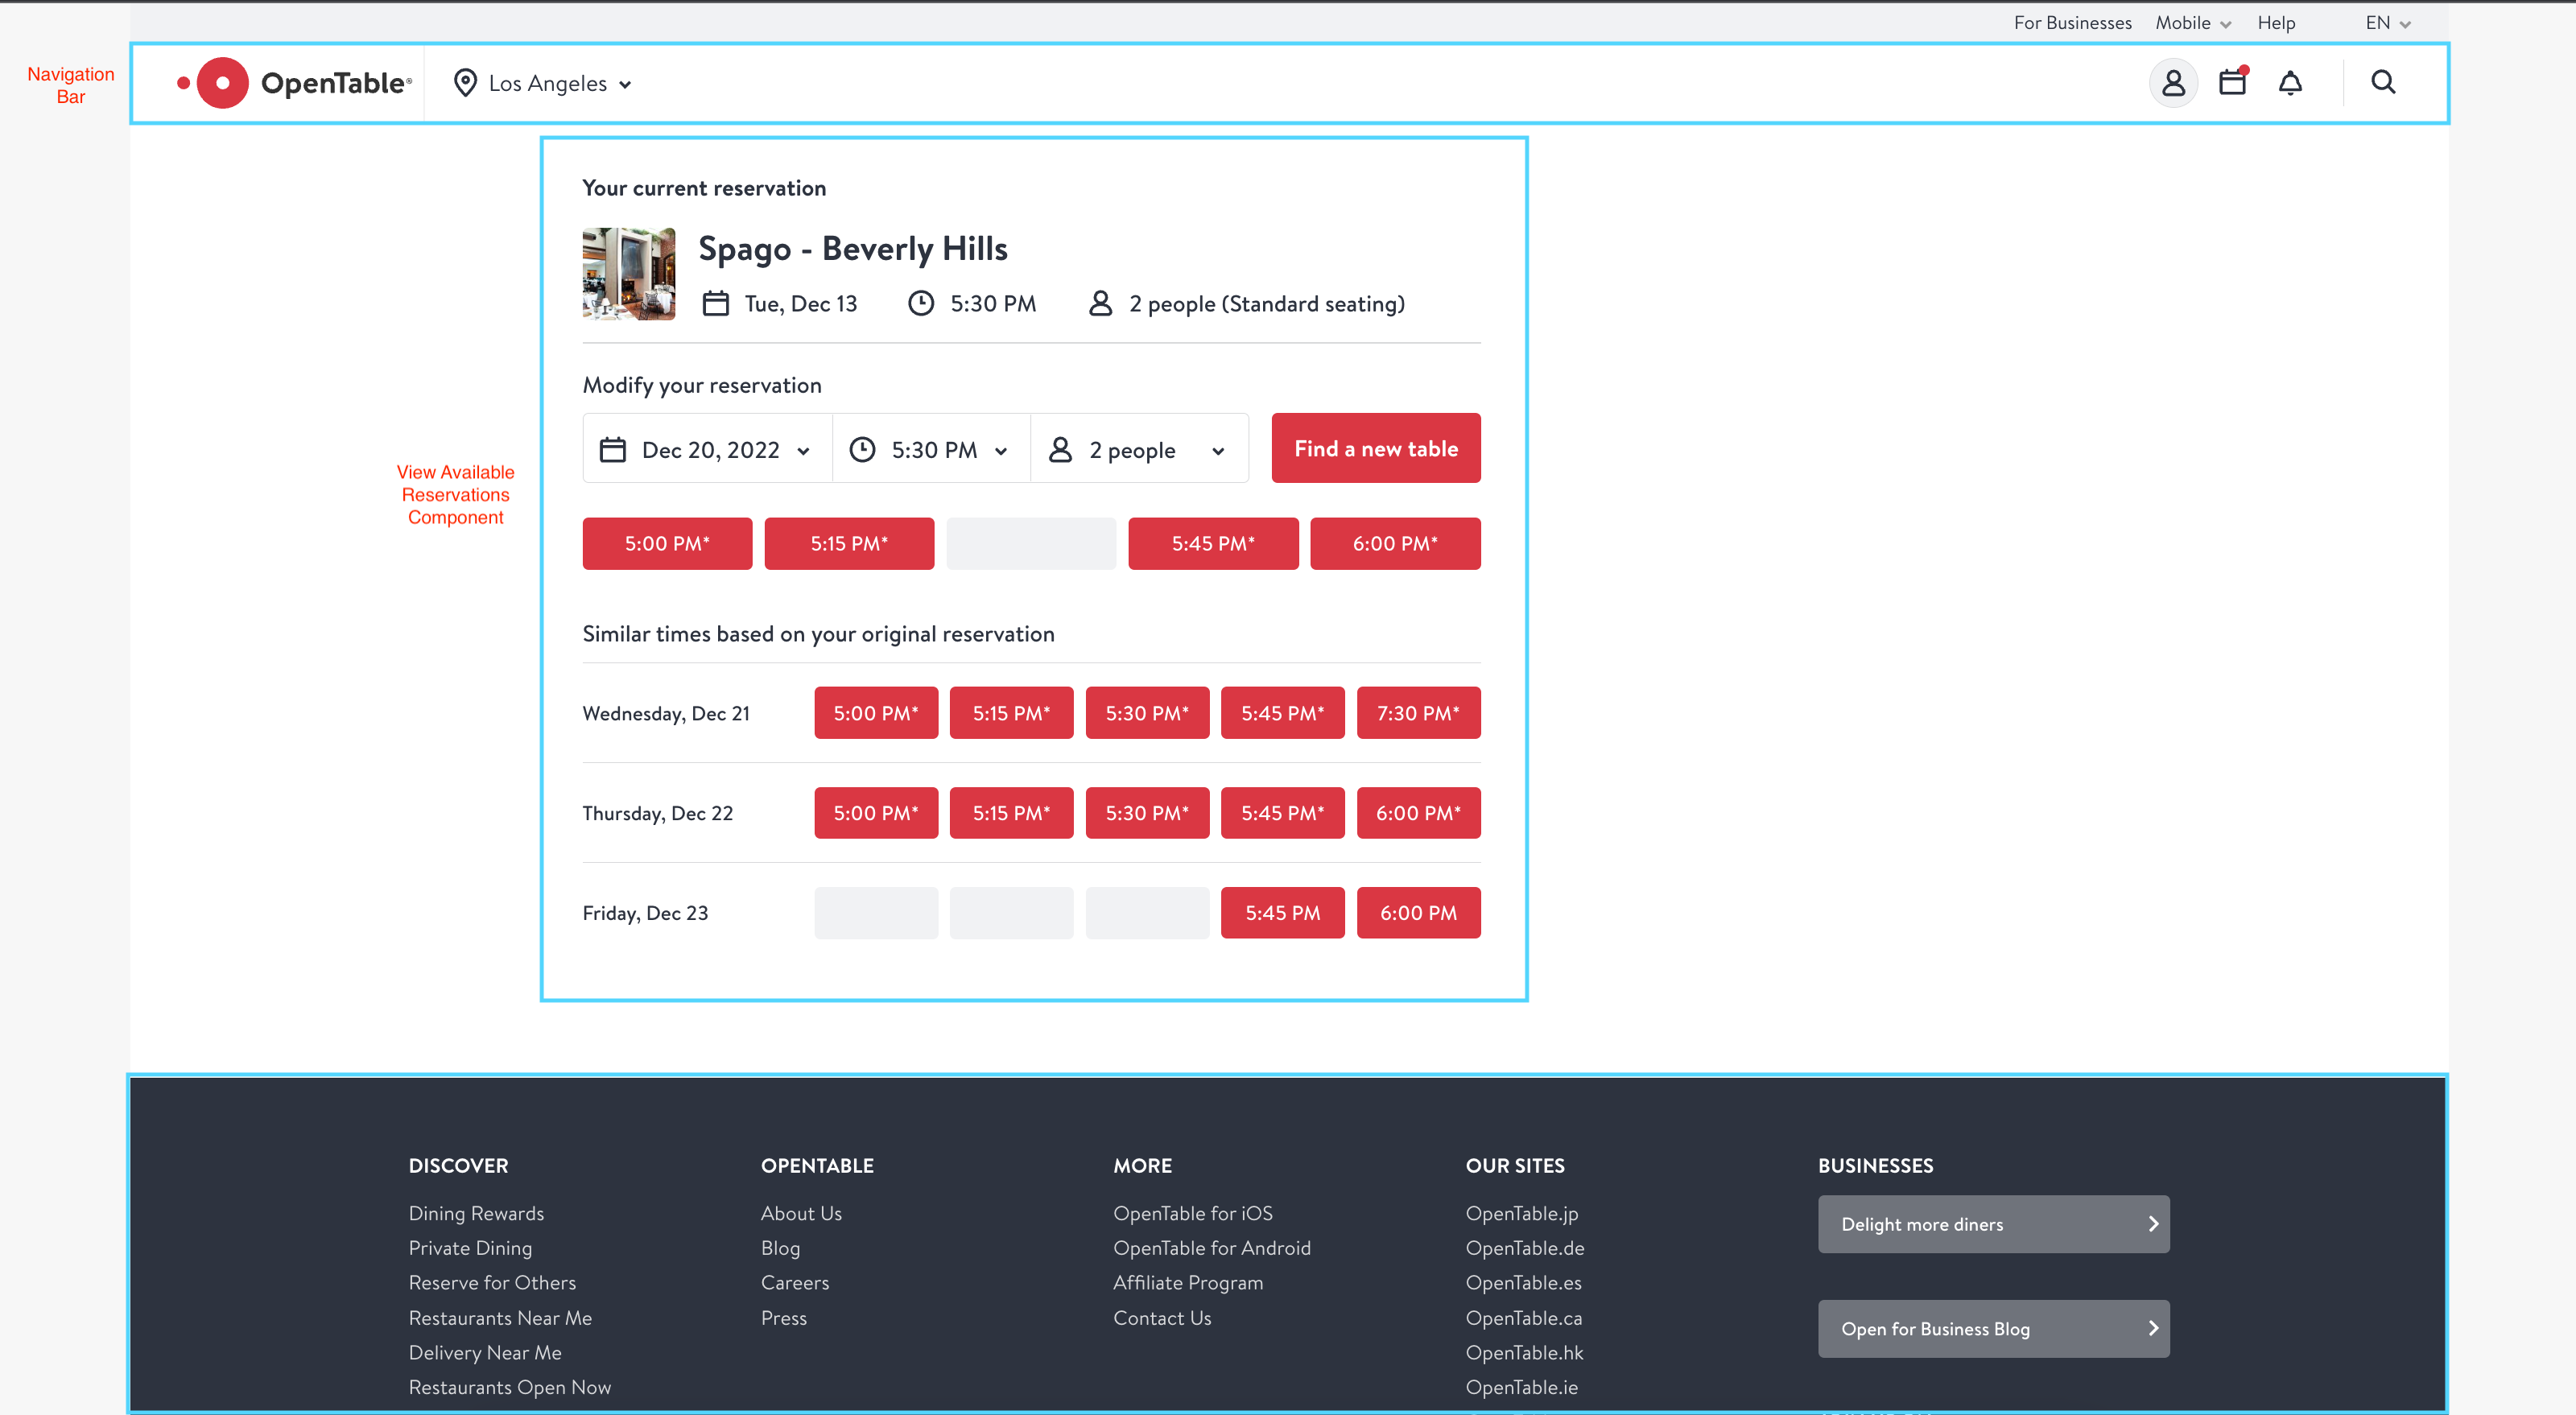 For Businesses Mobile Help EN
Navigation
Bar
OpenTable® Los Angeles
Your current reservation
Spago - Beverly Hills
Tue, Dec 13 5:30 PM 2 people (Standard seating)
Modify your reservation
Dec 20, 2022 5:30 PM 2 people Find a new table
View Available
Reservations
Component
5:00 PM* 5:15 PM* 5:45 PM* 6:00 PM*
Similar times based on your original reservation
Wednesday, Dec 21 5:00 PM* 5:15 PM* 5:30 PM* 5:45 PM* 7:30 PM*
Thursday, Dec 22 5:00 PM* 5:15 PM* 5:30 PM* 5:45 PM* 6:00 PM*
Friday, Dec 23 5:45 PM 6:00 PM
DISCOVER
Dining Rewards
Private Dining
Reserve for Others
Restaurants Near Me
Delivery Near Me
Restaurants Open Now
OPENTABLE
About Us
Blog
Careers
Press
MORE
OpenTable for iOS
OpenTable for Android
Affiliate Program
Contact Us
OUR SITES
OpenTable.jp
OpenTable.de
OpenTable.es
OpenTable.ca
OpenTable.hk
OpenTable.ie
BUSINESSES
Delight more diners
Open for Business Blog